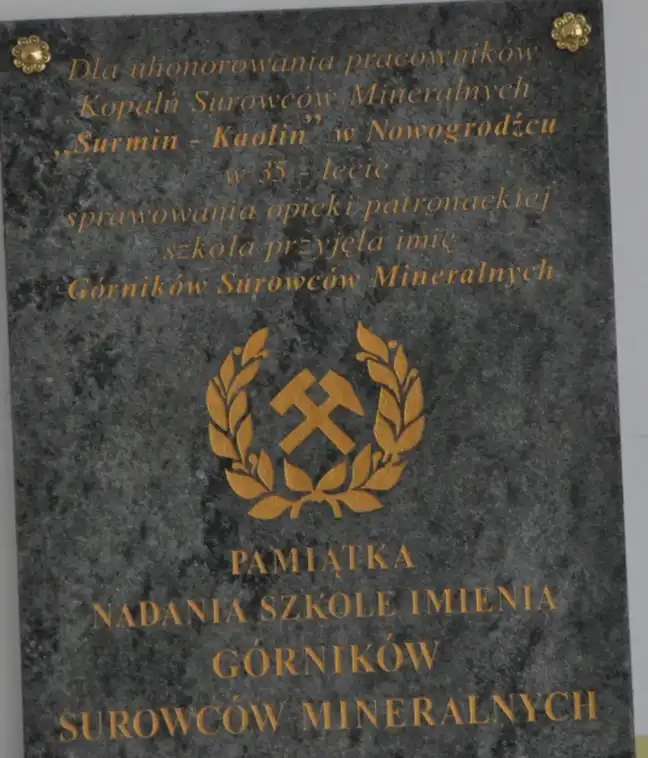 Dla uhonorowania pracowników
Kopalń Surowców Mineralnych
„Surmin - Kaolin” w Nowogrodźcu
w 35 - lecie
sprawowania opieki patronackiej
szkoła przyjęła imię
Górników Surowców Mineralnych
PAMIĄTKA
NADANIA SZKOLE IMIENIA
GÓRNIKÓW
SUROWCÓW MINERALNYCH